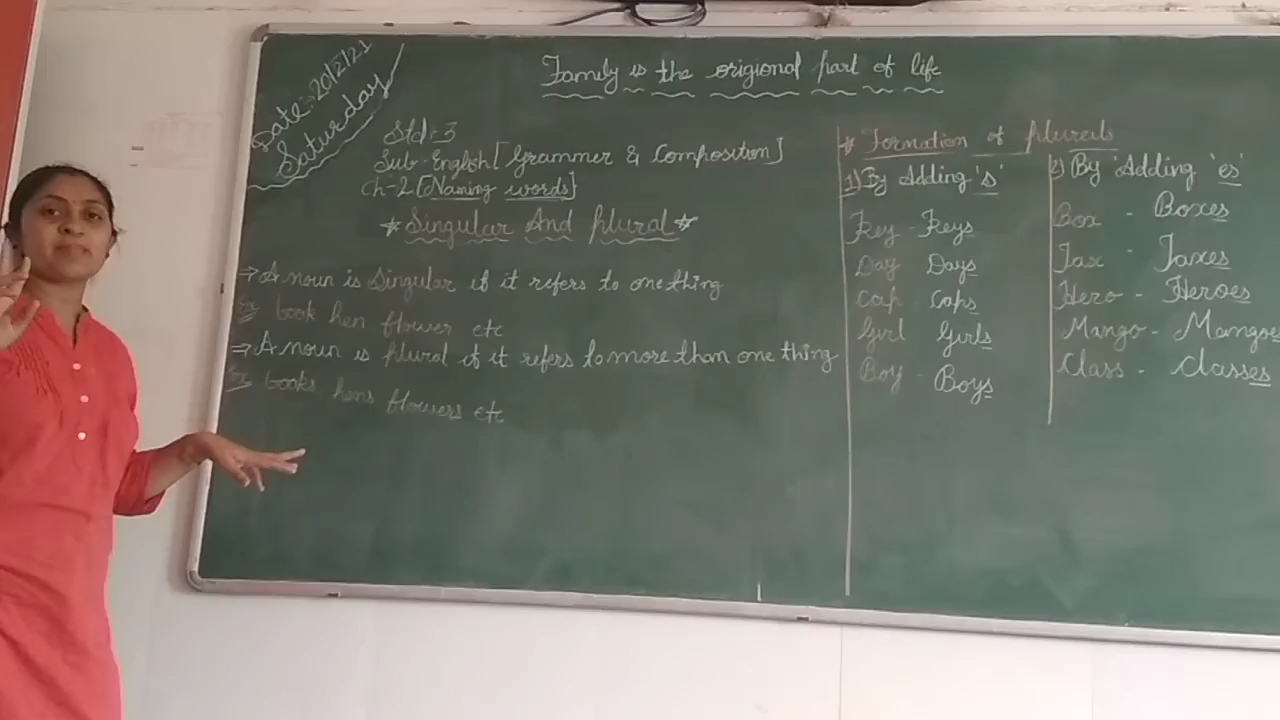 Date :- 20/2/21
Saturday
Family is the origional part of life
Std:-3
Sub-English [Grammer & Composition]
Ch-2 [Naming words]
* Singular And plural *
⇒ A noun is Singular if it refers to one thing
Ex book hen flower etc
⇒ A noun is plural if it refers to more than one thing
Ex books hens flowers etc
* Formation of plurals
1) By Adding 's'
Key - Keys
Day Days
Cap - Caps
Girl Girls
Boy - Boys
2) By Adding 'es'
Box - Boxes
Tax - Taxes
Hero - Heroes
Mango - Mangoes
Class - Classes